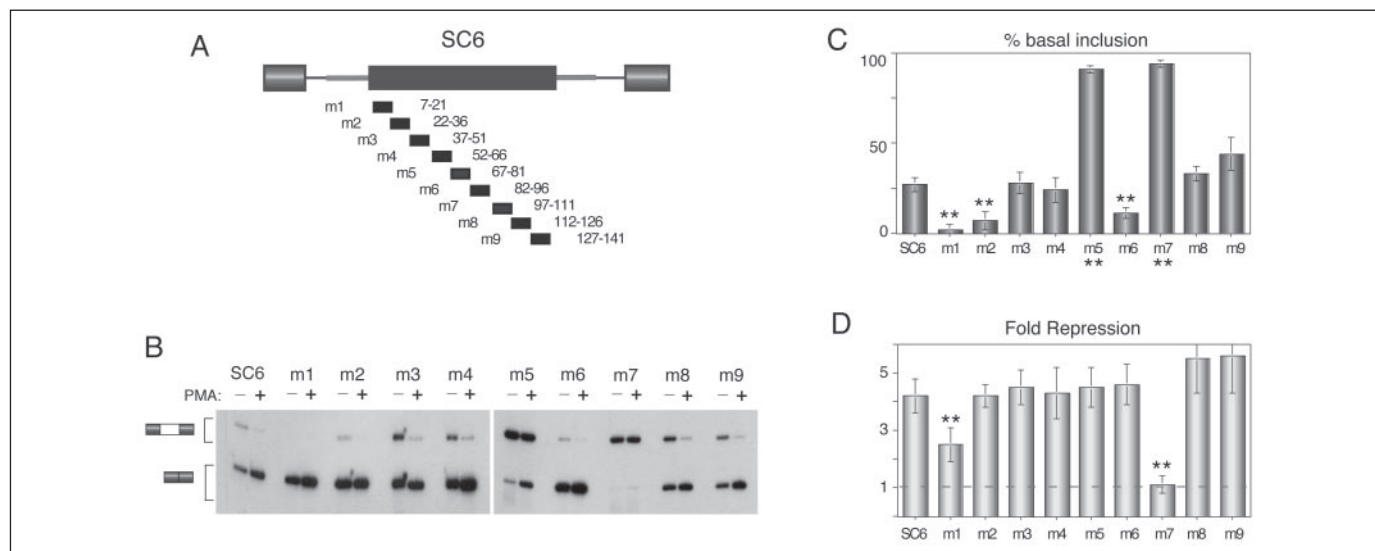 A
SC6
m1 7-21
m2 22-36
m3 37-51
m4 52-66
m5 67-81
m6 82-96
m7 97-111
m8 112-126
m9 127-141
B
SC6 m1 m2 m3 m4 m5 m6 m7 m8 m9
PMA: – + – + – + – + – + – + – + – + – + – +
C
% basal inclusion
100
50
0
** ** ** 
SC6 m1 m2 m3 m4 m5 m6 m7 m8 m9
** **
D
Fold Repression
5
3
1
** **
SC6 m1 m2 m3 m4 m5 m6 m7 m8 m9